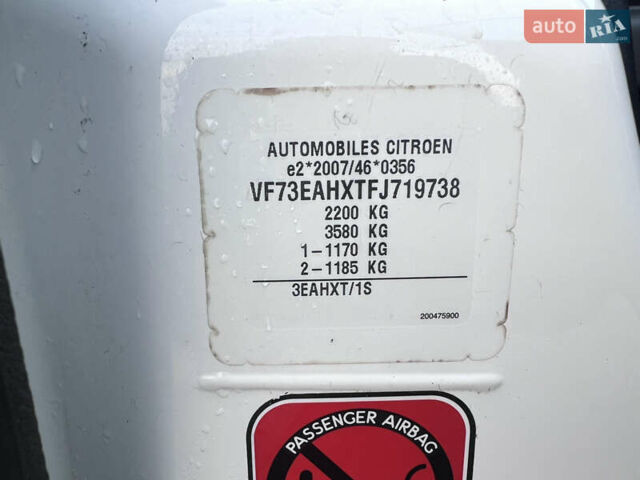 auto RIA
.com
AUTOMOBILES CITROEN
e2*2007/46*0356
VF73EAHXTFJ719738
2200 KG
3580 KG
1-1170 KG
2-1185 KG
3EAHXT/1S
200475900
PASSENGER AIRBAG